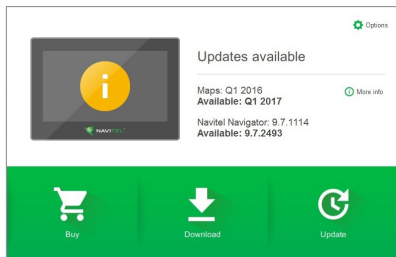 Options
Updates available
Maps: Q1 2016
Available: Q1 2017
More info
Navitel Navigator: 9.7.1114
Available: 9.7.2493
NAVITEL
Buy
Download
Update